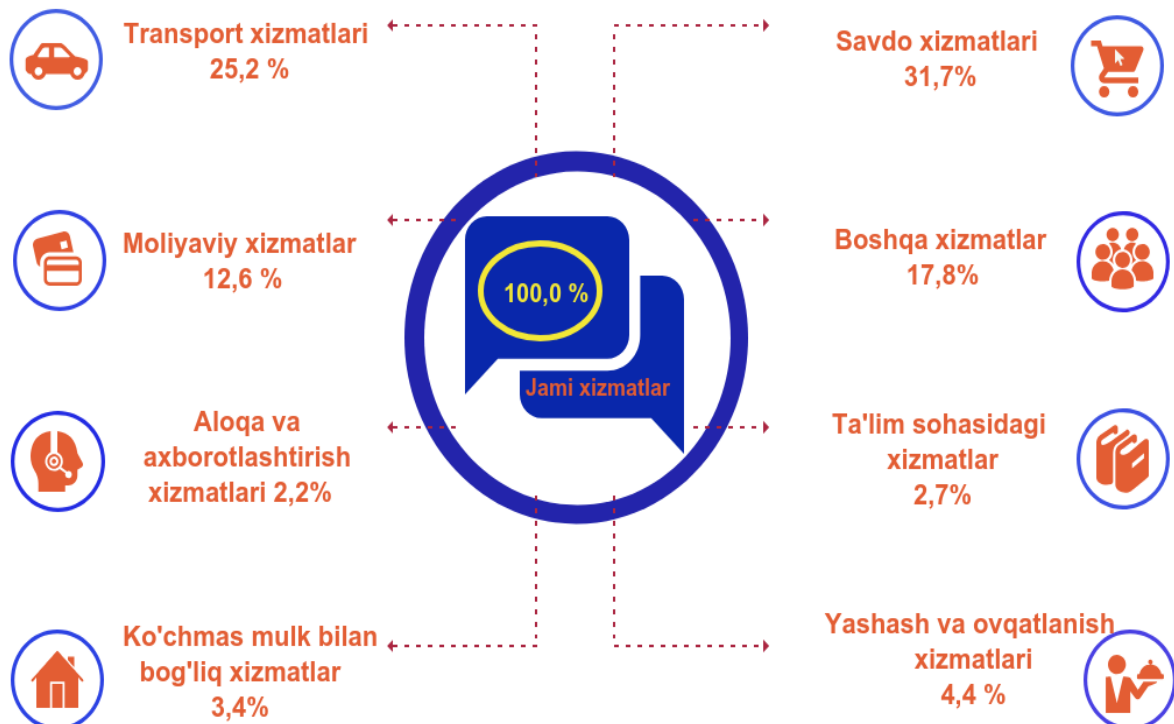 Transport xizmatlari
25,2 %
Savdo xizmatlari
31,7%
Moliyaviy xizmatlar
12,6 %
Boshqa xizmatlar
17,8%
100,0 %
Jami xizmatlar
Aloqa va
axborotlashtirish
xizmatlari 2,2%
Ta'lim sohasidagi
xizmatlar
2,7%
Ko'chmas mulk bilan
bog'liq xizmatlar
3,4%
Yashash va ovqatlanish
xizmatlari
4,4 %